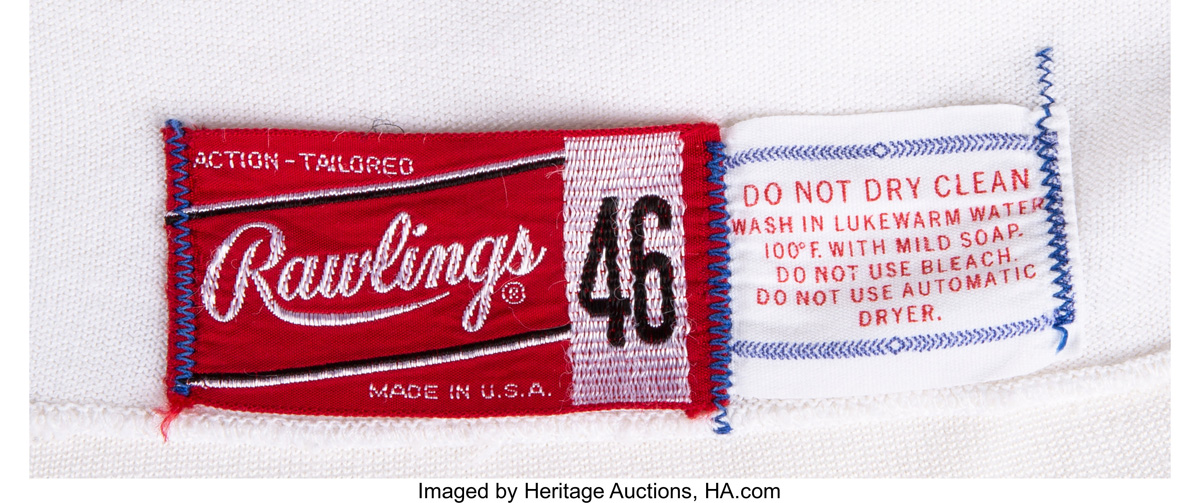 ACTION-TAILORED
Rawlings®
46
MADE IN U.S.A.
DO NOT DRY CLEAN
WASH IN LUKEWARM WATER
100°F. WITH MILD SOAP.
DO NOT USE BLEACH.
DO NOT USE AUTOMATIC
DRYER.
Imaged by Heritage Auctions, HA.com